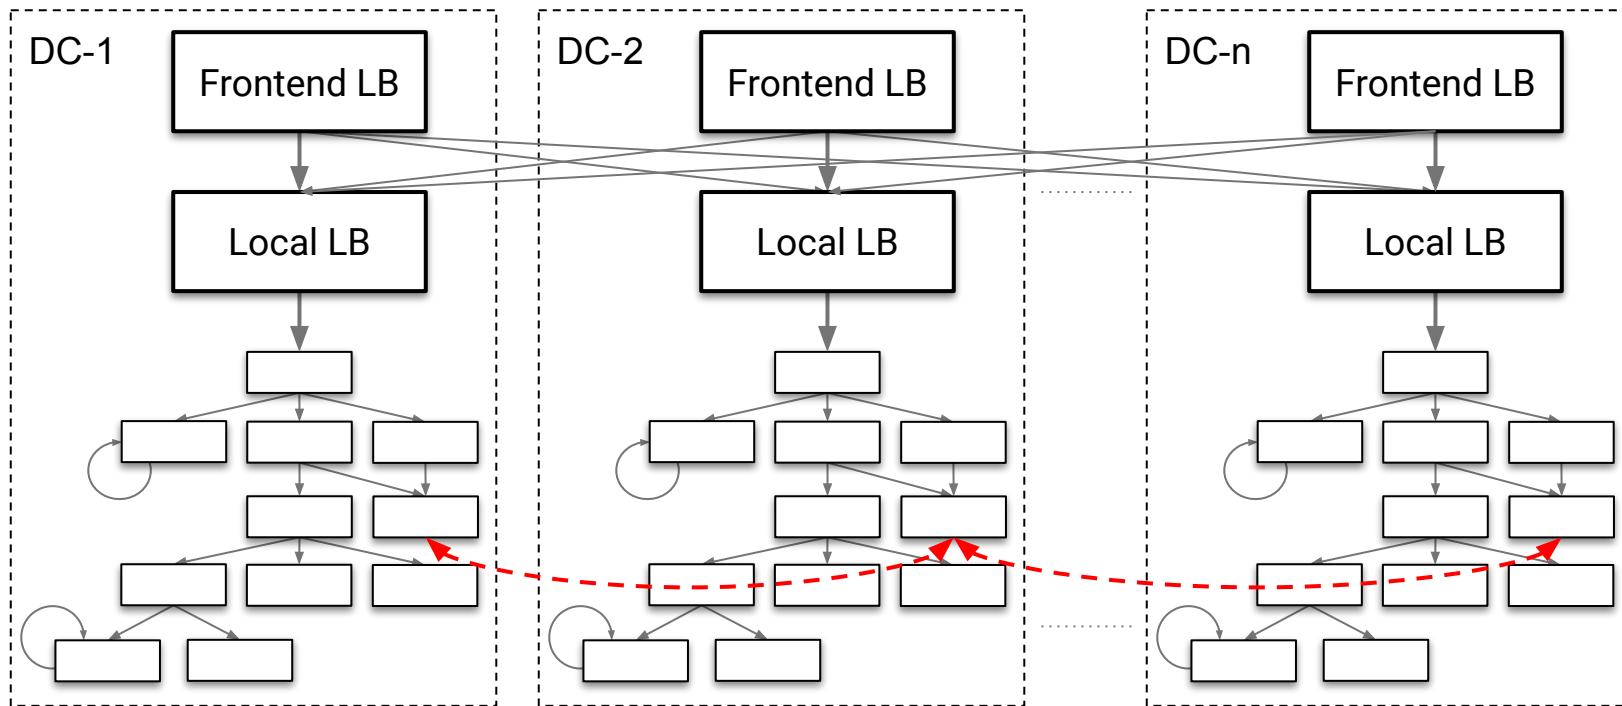 DC-1
Frontend LB
Local LB
DC-2
Frontend LB
Local LB
DC-n
Frontend LB
Local LB